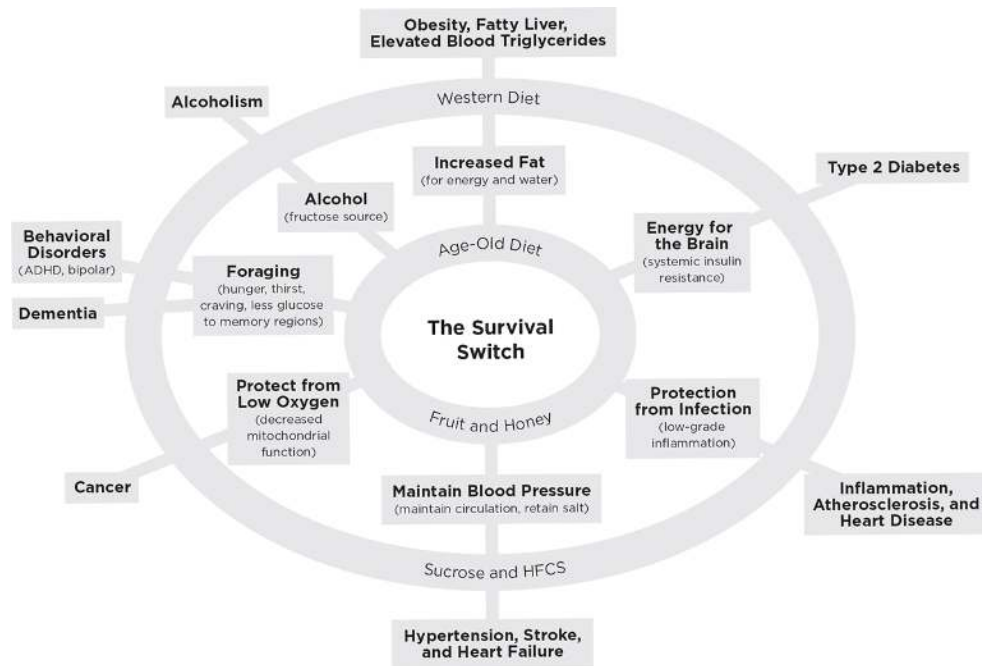 Obesity, Fatty Liver,
Elevated Blood Triglycerides
Western Diet
Alcoholism
Increased Fat
(for energy and water)
Type 2 Diabetes
Alcohol
(fructose source)
Energy for
the Brain
(systemic insulin
resistance)
Behavioral
Disorders
(ADHD, bipolar)
Age-Old Diet
Foraging
(hunger, thirst,
craving, less glucose
to memory regions)
Dementia
The Survival
Switch
Protect from
Low Oxygen
(decreased
mitochondrial
function)
Protection
from Infection
(low-grade
inflammation)
Fruit and Honey
Cancer
Maintain Blood Pressure
(maintain circulation, retain salt)
Inflammation,
Atherosclerosis, and
Heart Disease
Sucrose and HFCS
Hypertension, Stroke,
and Heart Failure